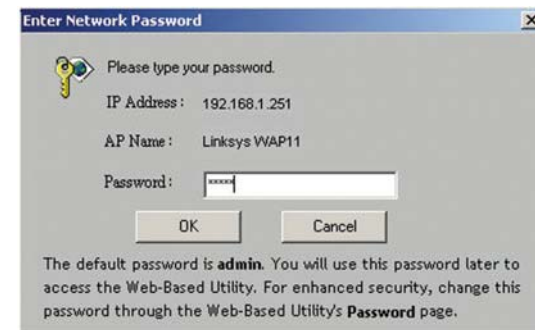 Enter Network Password
Please type your password.
IP Address : 192.168.1.251
AP Name : Linksys WAP11
Password : *****
OK Cancel
The default password is admin. You will use this password later to
access the Web-Based Utility. For enhanced security, change this
password through the Web-Based Utility's Password page.